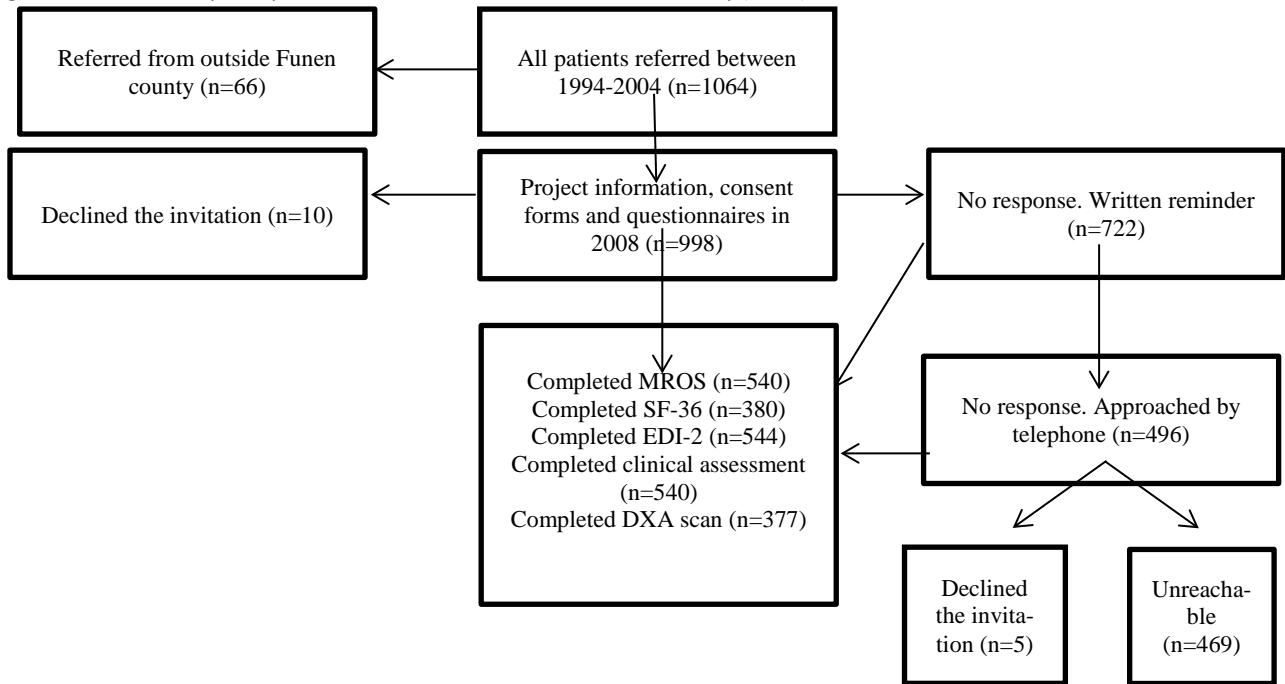 Referred from outside Funen
county (n=66)
All patients referred between
1994-2004 (n=1064)
Declined the invitation (n=10)
Project information, consent
forms and questionnaires in
2008 (n=998)
No response. Written reminder
(n=722)
Completed MROS (n=540)
Completed SF-36 (n=380)
Completed EDI-2 (n=544)
Completed clinical assessment
(n=540)
Completed DXA scan (n=377)
No response. Approached by
telephone (n=496)
Declined
the invita-
tion (n=5)
Unreacha-
ble
(n=469)